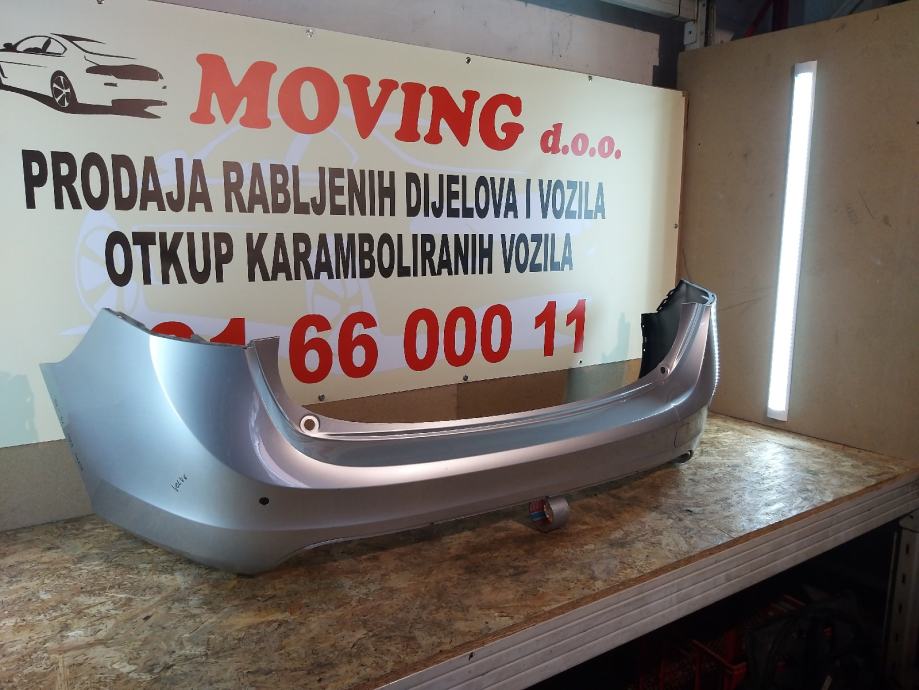 MOVING d.o.o.
PRODAJA RABLJENIH DIJELOVA I VOZILA
OTKUP KARAMBOLIRANIH VOZILA
66 000 11